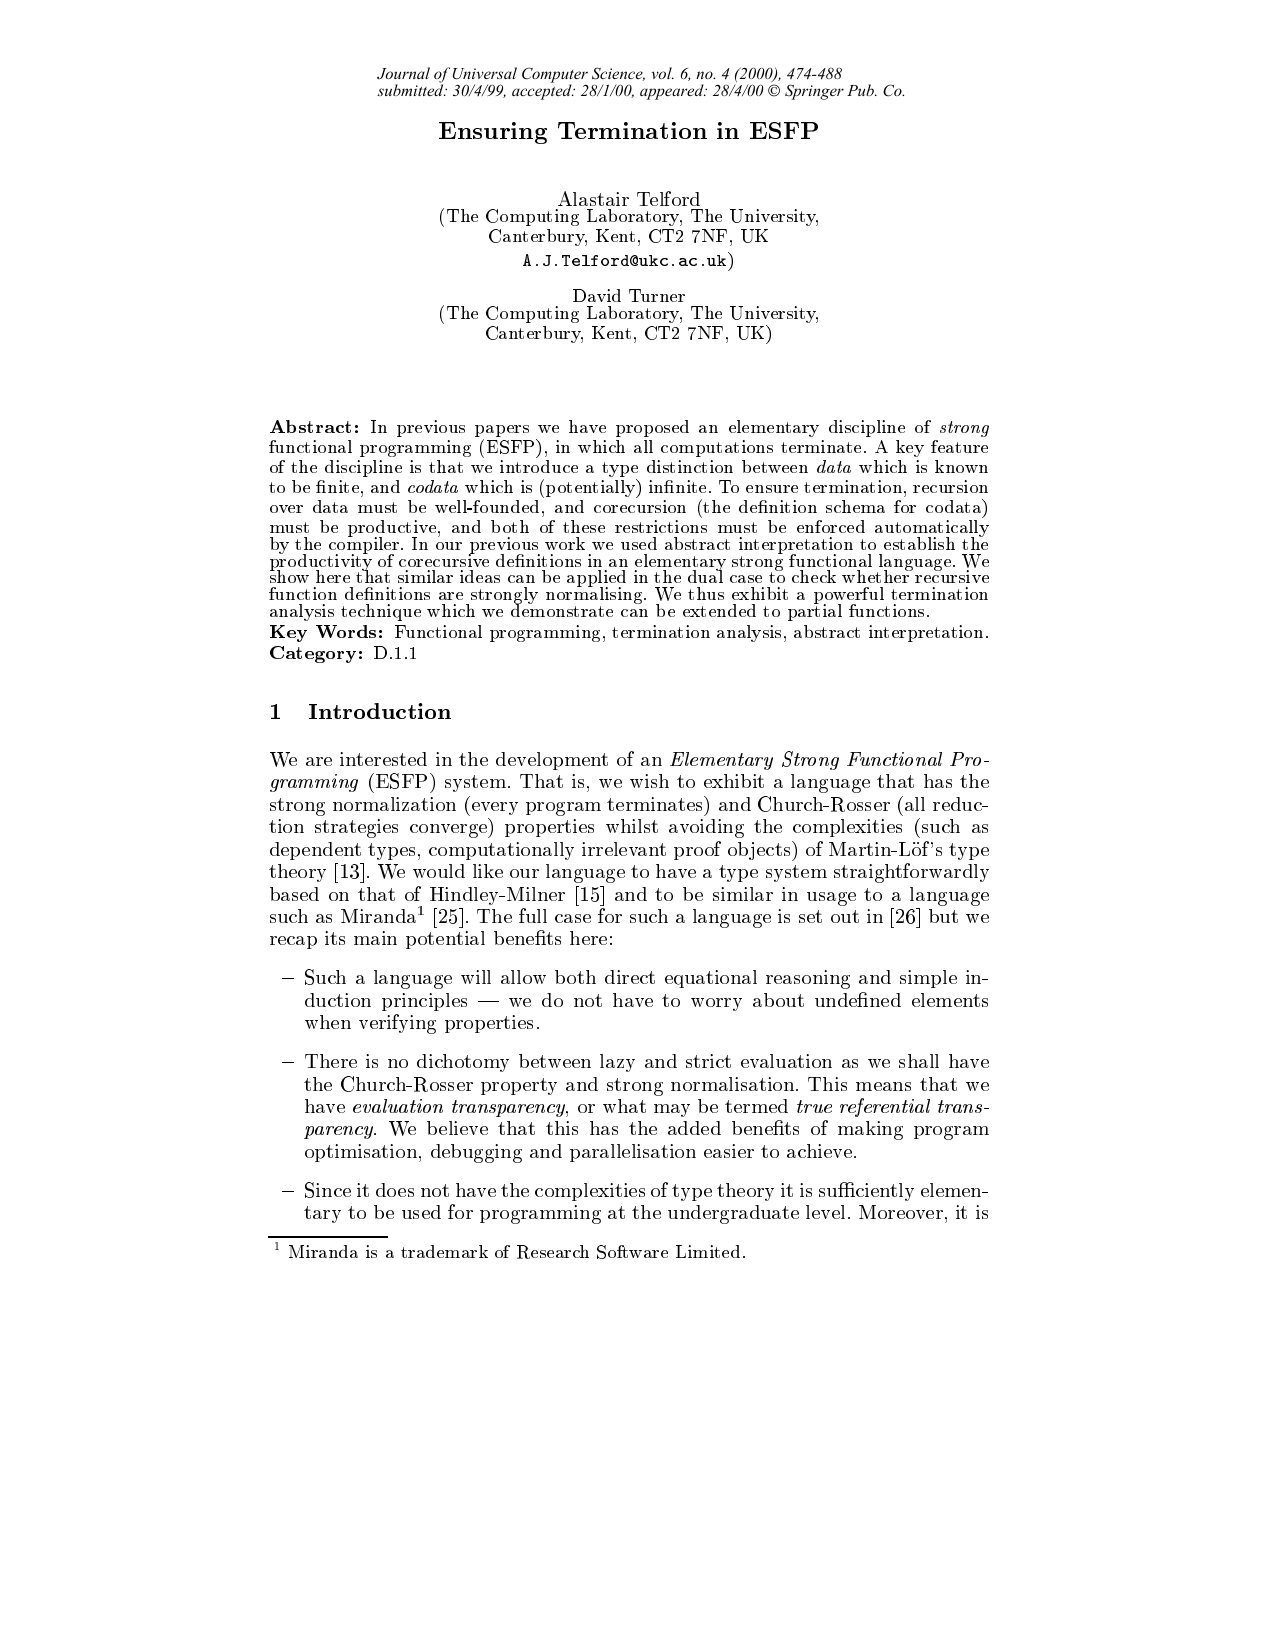 Journal of Universal Computer Science, vol. 6, no. 4 (2000), 474-488
submitted: 30/4/99, accepted: 28/1/00, appeared: 28/4/00 © Springer Pub. Co.
Ensuring Termination in ESFP
Alastair Telford
(The Computing Laboratory, The University,
Canterbury, Kent, CT2 7NF, UK
A.J.Telford@ukc.ac.uk)
David Turner
(The Computing Laboratory, The University,
Canterbury, Kent, CT2 7NF, UK)
Abstract: In previous papers we have proposed an elementary discipline of strong
functional programming (ESFP), in which all computations terminate. A key feature
of the discipline is that we introduce a type distinction between data which is known
to be finite, and codata which is (potentially) infinite. To ensure termination, recursion
over data must be well-founded, and corecursion (the definition schema for codata)
must be productive, and both of these restrictions must be enforced automatically
by the compiler. In our previous work we used abstract interpretation to establish the
productivity of corecursive definitions in an elementary strong functional language. We
show here that similar ideas can be applied in the dual case to check whether recursive
function definitions are strongly normalising. We thus exhibit a powerful termination
analysis technique which we demonstrate can be extended to partial functions.
Key Words: Functional programming, termination analysis, abstract interpretation.
Category: D.1.1
1 Introduction
We are interested in the development of an Elementary Strong Functional Pro-
gramming (ESFP) system. That is, we wish to exhibit a language that has the
strong normalization (every program terminates) and Church-Rosser (all reduc-
tion strategies converge) properties whilst avoiding the complexities (such as
dependent types, computationally irrelevant proof objects) of Martin-Löf's type
theory [13]. We would like our language to have a type system straightforwardly
based on that of Hindley-Milner [15] and to be similar in usage to a language
such as Miranda1 [25]. The full case for such a language is set out in [26] but we
recap its main potential benefits here:
– Such a language will allow both direct equational reasoning and simple in-
duction principles — we do not have to worry about undefined elements
when verifying properties.
– There is no dichotomy between lazy and strict evaluation as we shall have
the Church-Rosser property and strong normalisation. This means that we
have evaluation transparency, or what may be termed true referential trans-
parency. We believe that this has the added benefits of making program
optimisation, debugging and parallelisation easier to achieve.
– Since it does not have the complexities of type theory it is sufficiently elemen-
tary to be used for programming at the undergraduate level. Moreover, it is
1 Miranda is a trademark of Research Software Limited.